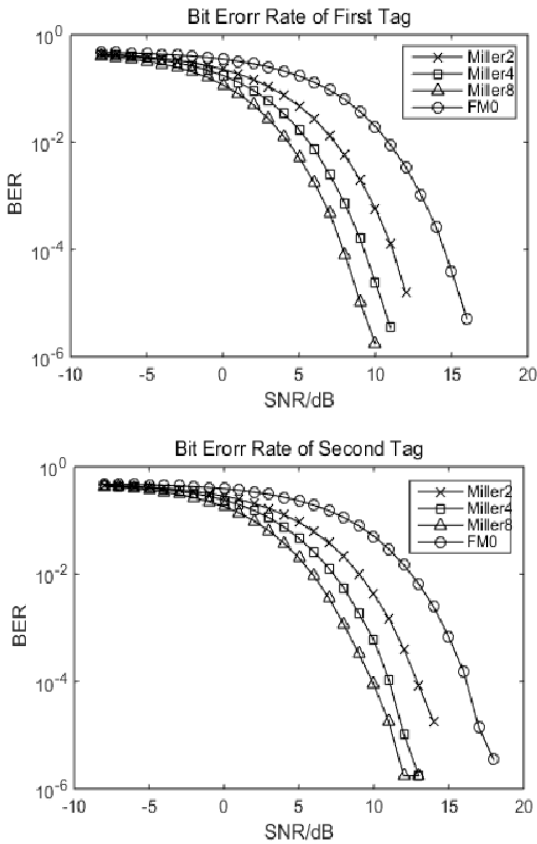 Bit Erorr Rate of First Tag
10^0
10^-2
10^-4
10^-6
BER
Miller2
Miller4
Miller8
FM0
-10 -5 0 5 10 15 20
SNR/dB
Bit Erorr Rate of Second Tag
10^0
10^-2
10^-4
10^-6
BER
Miller2
Miller4
Miller8
FM0
-10 -5 0 5 10 15 20
SNR/dB